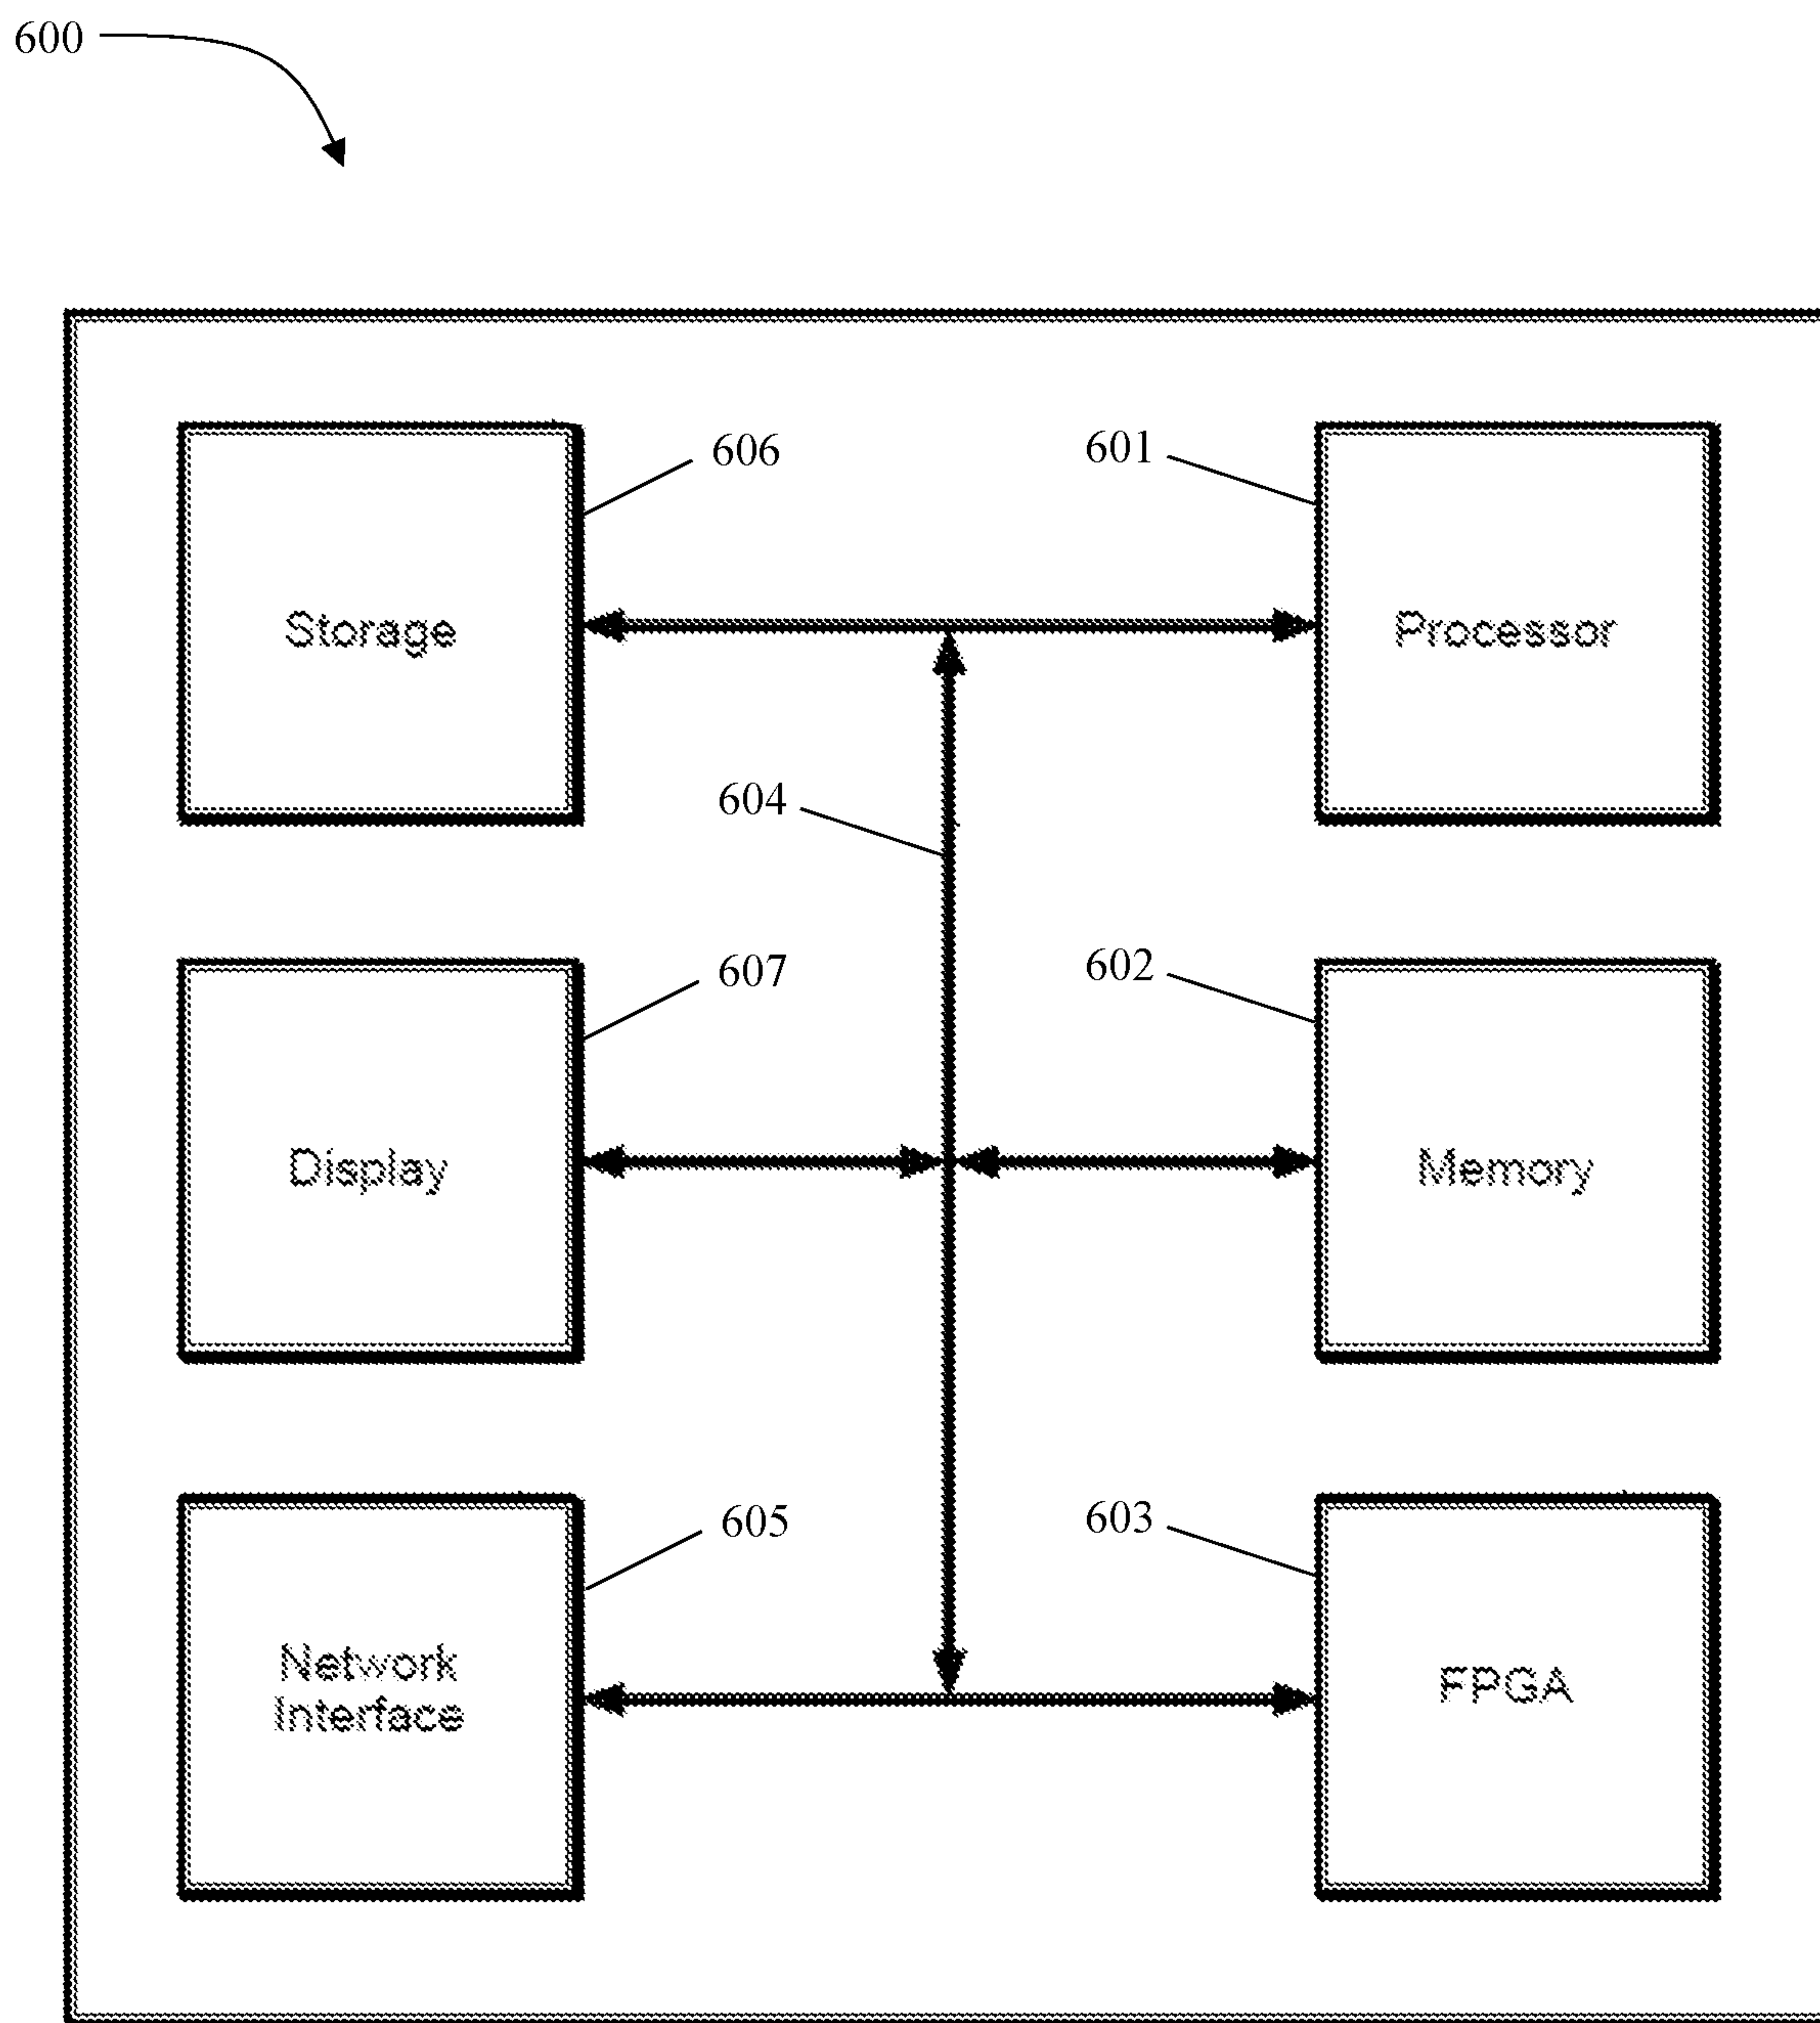 600
606
601
Storage
Processor
604
607
602
Display
Memory
605
603
Network
Interface
FPGA